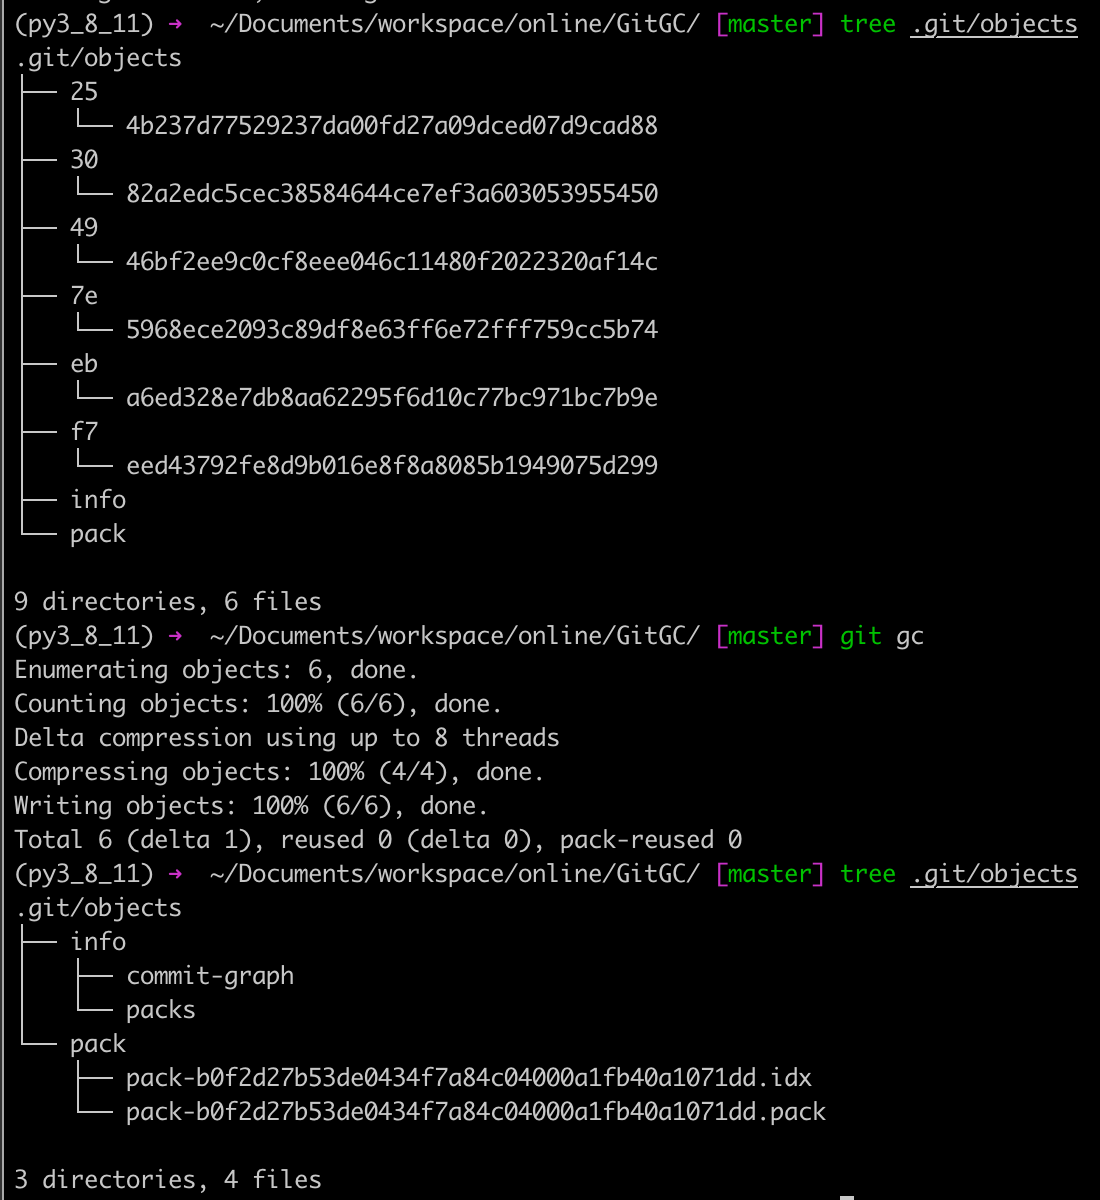 (py3_8_11) → ~/Documents/workspace/online/GitGC/ [master] tree .git/objects
.git/objects
├── 25
│   └── 4b237d77529237da00fd27a09dced07d9cad88
├── 30
│   └── 82a2edc5cec38584644ce7ef3a603053955450
├── 49
│   └── 46bf2ee9c0cf8eee046c11480f2022320af14c
├── 7e
│   └── 5968ece2093c89df8e63ff6e72fff759cc5b74
├── eb
│   └── a6ed328e7db8aa62295f6d10c77bc971bc7b9e
├── f7
│   └── eed43792fe8d9b016e8f8a8085b1949075d299
├── info
└── pack

9 directories, 6 files
(py3_8_11) → ~/Documents/workspace/online/GitGC/ [master] git gc
Enumerating objects: 6, done.
Counting objects: 100% (6/6), done.
Delta compression using up to 8 threads
Compressing objects: 100% (4/4), done.
Writing objects: 100% (6/6), done.
Total 6 (delta 1), reused 0 (delta 0), pack-reused 0
(py3_8_11) → ~/Documents/workspace/online/GitGC/ [master] tree .git/objects
.git/objects
├── info
│   ├── commit-graph
│   └── packs
└── pack
    ├── pack-b0f2d27b53de0434f7a84c04000a1fb40a1071dd.idx
    └── pack-b0f2d27b53de0434f7a84c04000a1fb40a1071dd.pack

3 directories, 4 files